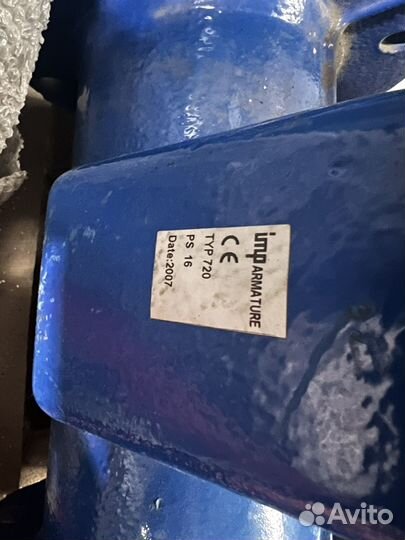 imp ARMATURE
CE
TYP 720
PS 16
Date:2007
Avito